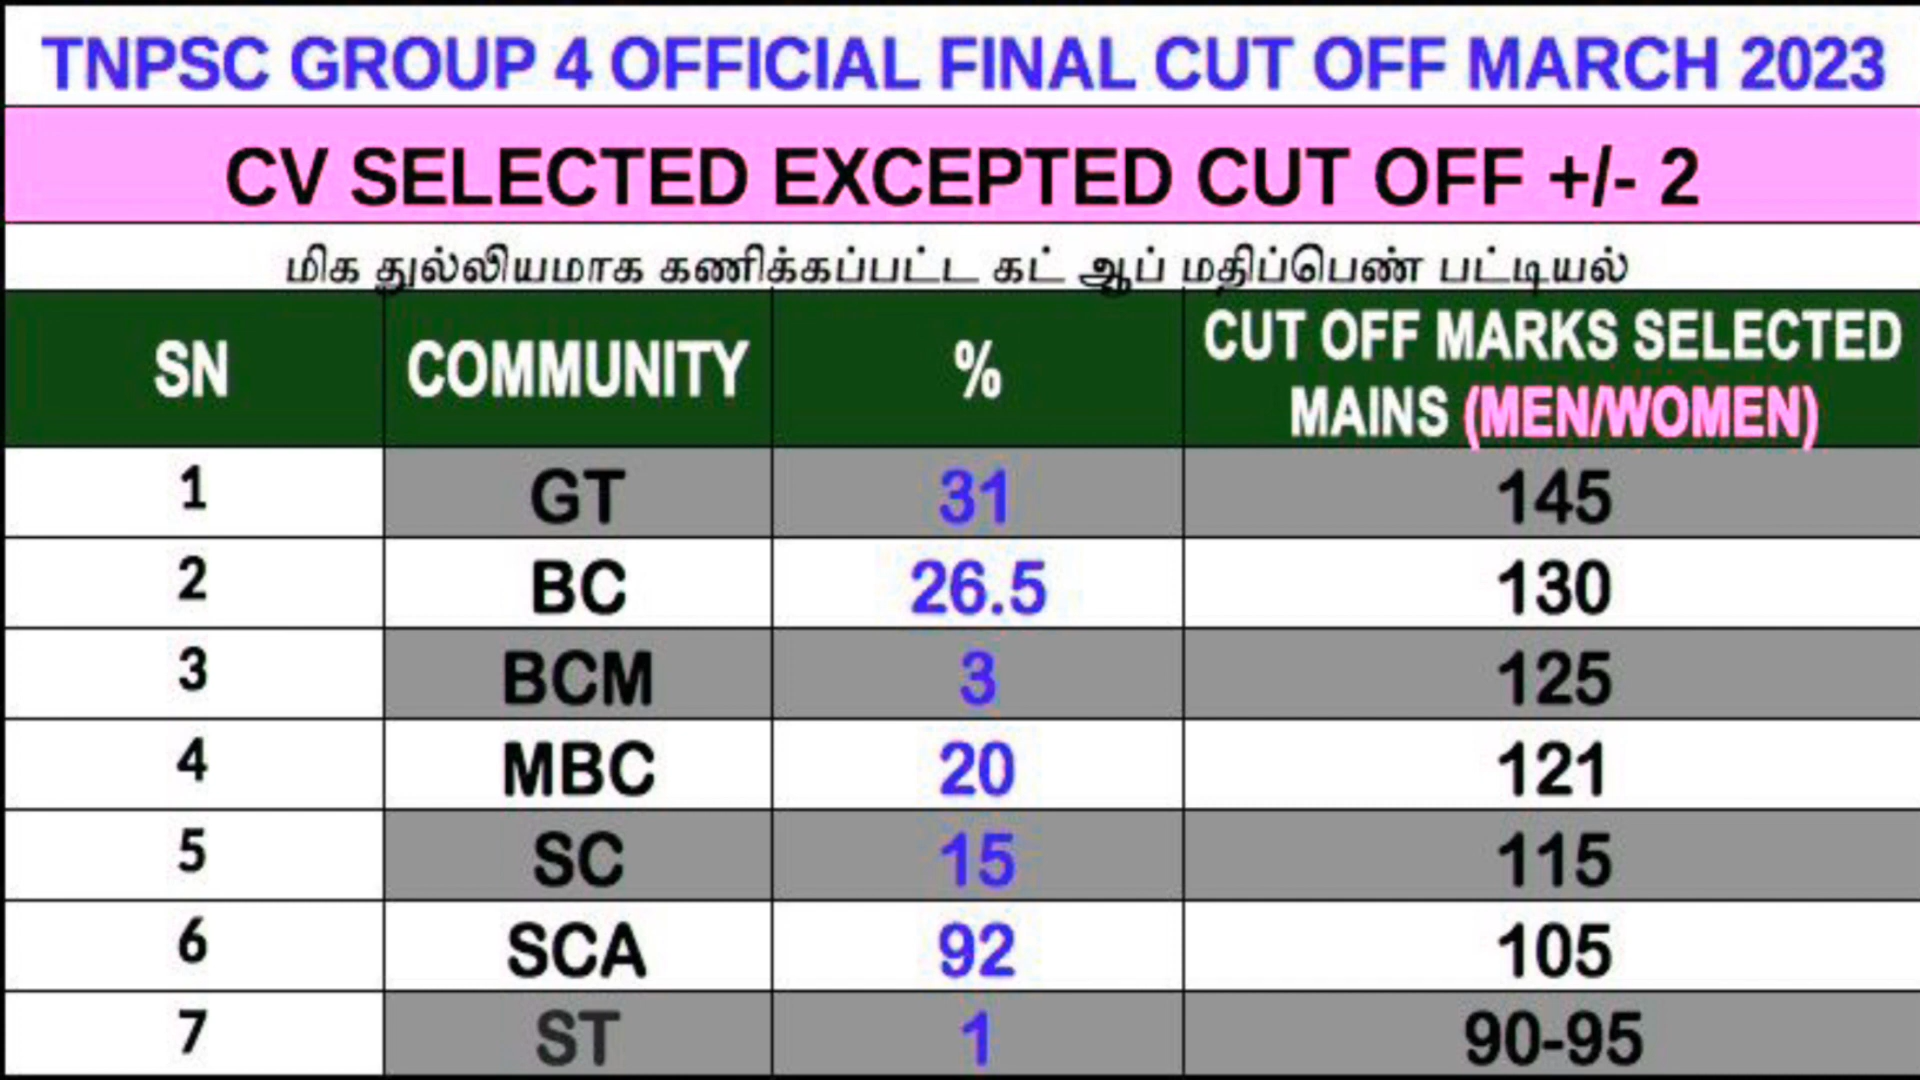 TNPSC GROUP 4 OFFICIAL FINAL CUT OFF MARCH 2023
CV SELECTED EXCEPTED CUT OFF +/- 2
மிக துல்லியமாக கணிக்கப்பட்ட கட் ஆப் மதிப்பெண் பட்டியல்
SN COMMUNITY % CUT OFF MARKS SELECTED
MAINS (MEN/WOMEN)
1 GT 31 145
2 BC 26.5 130
3 BCM 3 125
4 MBC 20 121
5 SC 15 115
6 SCA 92 105
7 ST 1 90-95